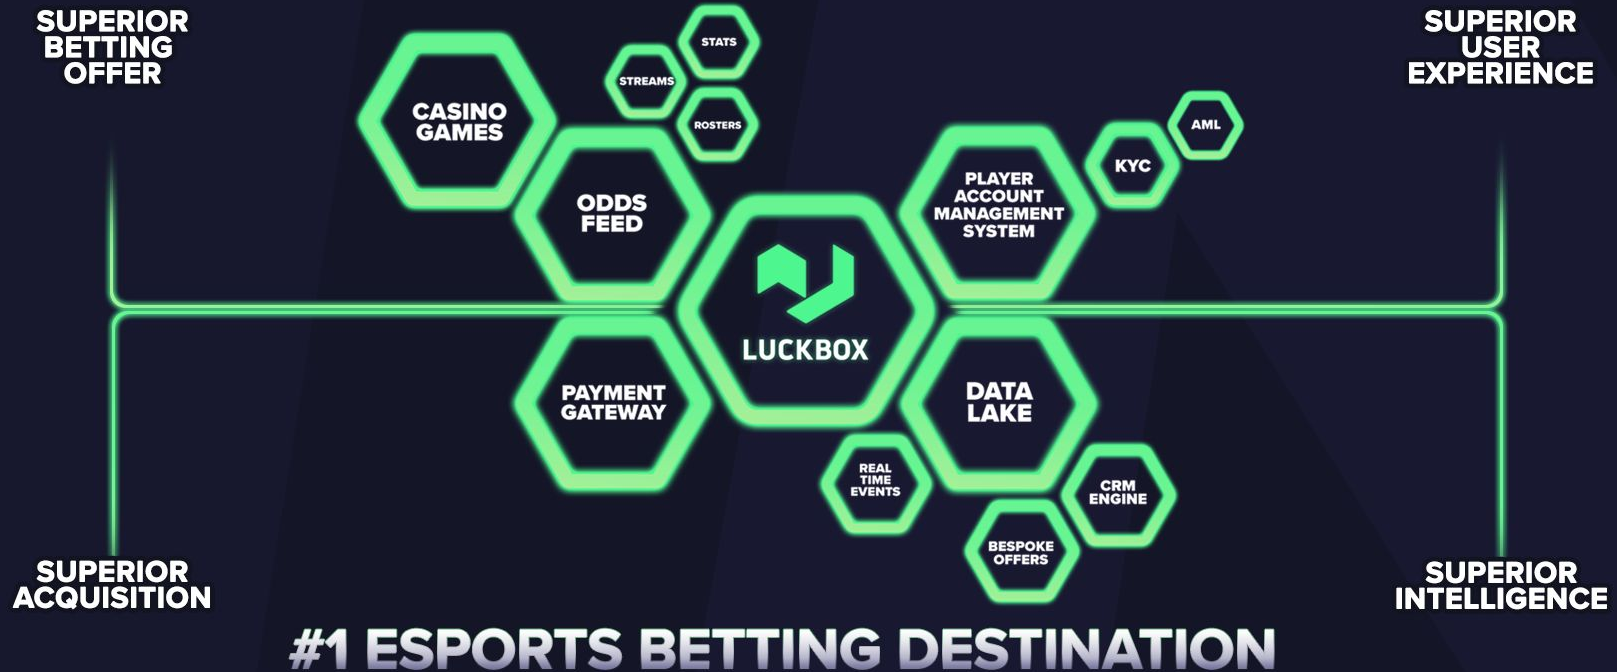 SUPERIOR
BETTING
OFFER
SUPERIOR
USER
EXPERIENCE
CASINO
GAMES
STREAMS
STATS
ROSTERS
ODDS
FEED
PLAYER
ACCOUNT
MANAGEMENT
SYSTEM
KYC
AML
LUCKBOX
PAYMENT
GATEWAY
DATA
LAKE
REAL
TIME
EVENTS
CRM
ENGINE
BESPOKE
OFFERS
SUPERIOR
ACQUISITION
SUPERIOR
INTELLIGENCE
#1 ESPORTS BETTING DESTINATION